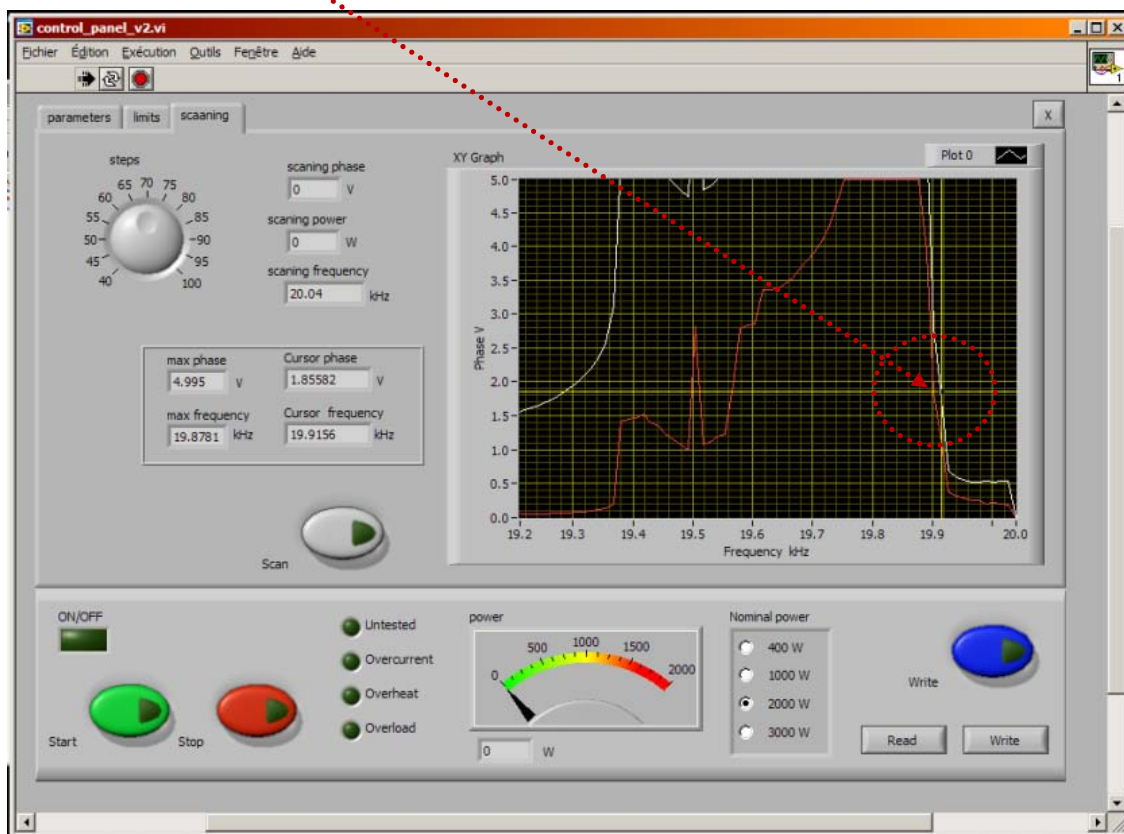 control_panel_v2.vi
Fichier Édition Exécution Outils Fenêtre Aide
1
parameters limits scaaning
X
steps
40 45 50 55 60 65 70 75 80 85 90 95 100
scaning phase
0 V
scaning power
0 W
scaning frequency
20.04 kHz
max phase
4.995 V
Cursor phase
1.85582 V
max frequency
19.8781 kHz
Cursor frequency
19.9156 kHz
Scan
XY Graph
Plot 0
Phase V
5.0
4.5
4.0
3.5
3.0
2.5
2.0
1.5
1.0
0.5
0.0
19.2 19.3 19.4 19.5 19.6 19.7 19.8 19.9 20.0
Frequency kHz
ON/OFF
Start
Stop
Untested
Overcurrent
Overheat
Overload
power
0 500 1000 1500 2000
0 W
Nominal power
400 W
1000 W
2000 W
3000 W
Write
Read Write